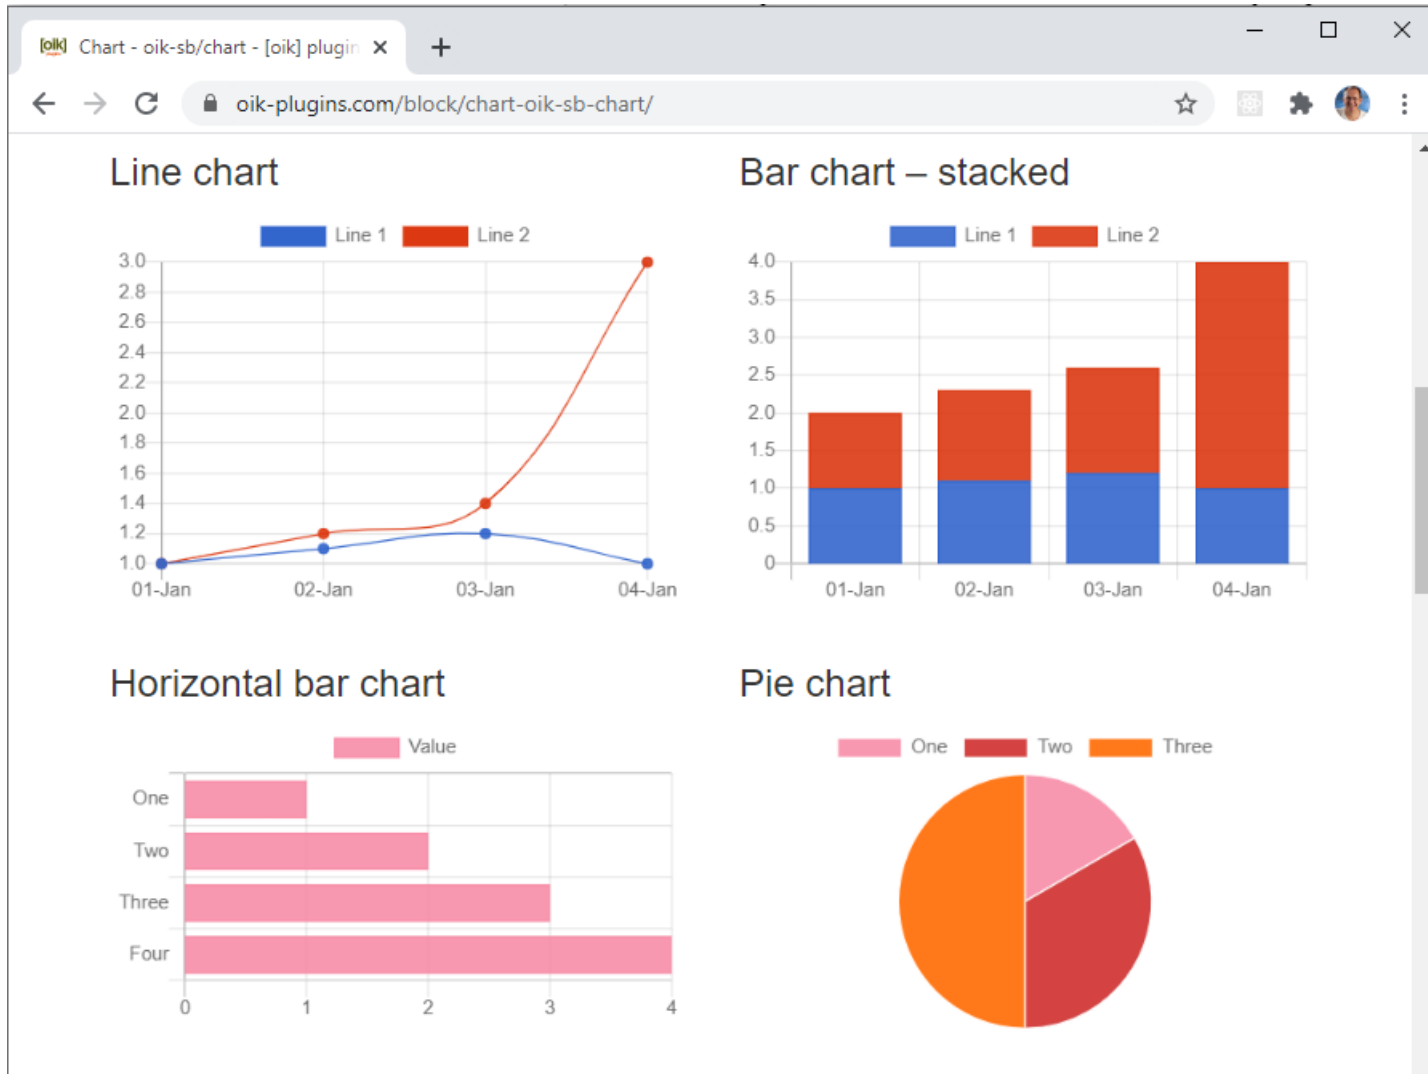 [oik] Chart - oik-sb/chart - [oik] plugin
oik-plugins.com/block/chart-oik-sb-chart/
Line chart
Line 1 Line 2
3.0
2.8
2.6
2.4
2.2
2.0
1.8
1.6
1.4
1.2
1.0
01-Jan 02-Jan 03-Jan 04-Jan
Bar chart – stacked
Line 1 Line 2
4.0
3.5
3.0
2.5
2.0
1.5
1.0
0.5
0
01-Jan 02-Jan 03-Jan 04-Jan
Horizontal bar chart
Value
One
Two
Three
Four
0 1 2 3 4
Pie chart
One Two Three